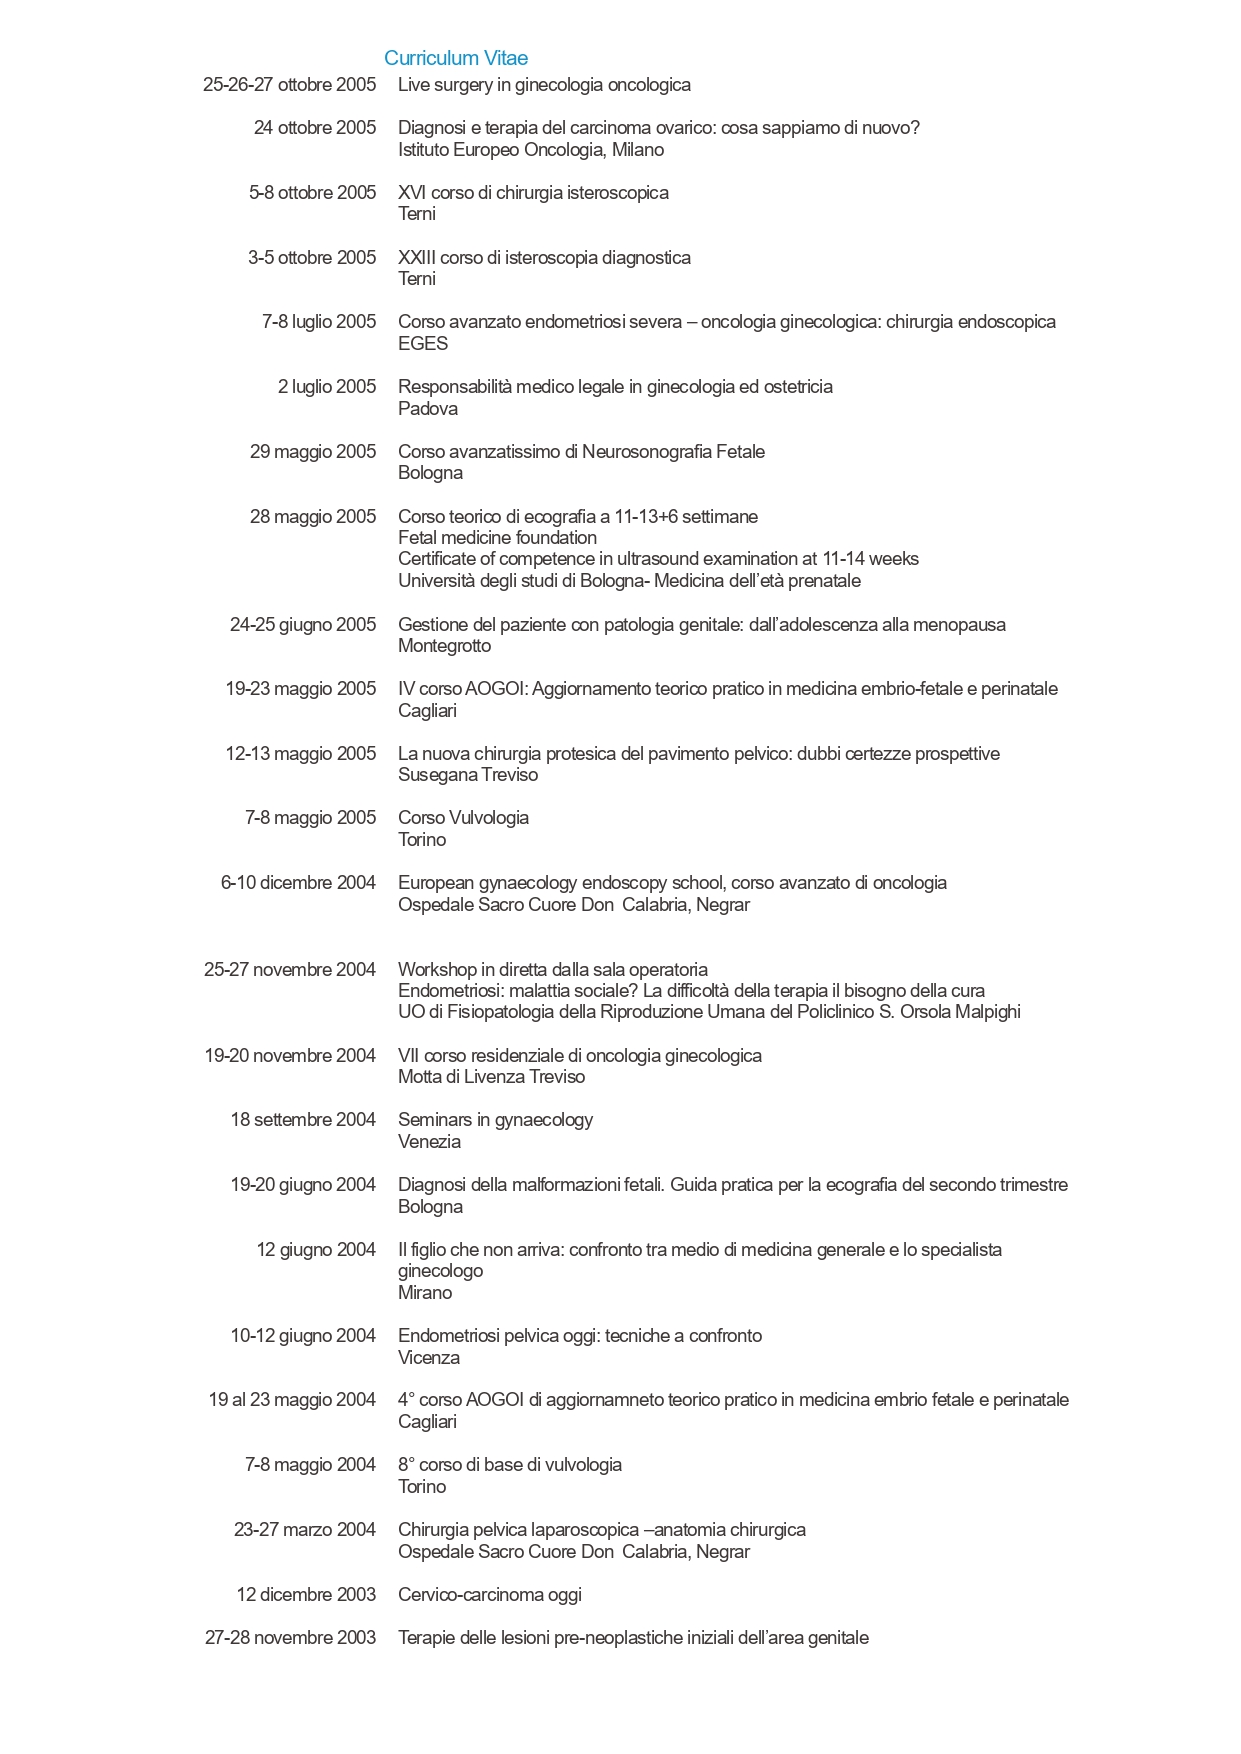 Curriculum Vitae
25-26-27 ottobre 2005 Live surgery in ginecologia oncologica
24 ottobre 2005 Diagnosi e terapia del carcinoma ovarico: cosa sappiamo di nuovo?
Istituto Europeo Oncologia, Milano
5-8 ottobre 2005 XVI corso di chirurgia isteroscopica
Terni
3-5 ottobre 2005 XXIII corso di isteroscopia diagnostica
Terni
7-8 luglio 2005 Corso avanzato endometriosi severa – oncologia ginecologica: chirurgia endoscopica
EGES
2 luglio 2005 Responsabilità medico legale in ginecologia ed ostetricia
Padova
29 maggio 2005 Corso avanzatissimo di Neurosonografia Fetale
Bologna
28 maggio 2005 Corso teorico di ecografia a 11-13+6 settimane
Fetal medicine foundation
Certificate of competence in ultrasound examination at 11-14 weeks
Università degli studi di Bologna- Medicina dell’età prenatale
24-25 giugno 2005 Gestione del paziente con patologia genitale: dall’adolescenza alla menopausa
Montegrotto
19-23 maggio 2005 IV corso AOGOI: Aggiornamento teorico pratico in medicina embrio-fetale e perinatale
Cagliari
12-13 maggio 2005 La nuova chirurgia protesica del pavimento pelvico: dubbi certezze prospettive
Susegana Treviso
7-8 maggio 2005 Corso Vulvologia
Torino
6-10 dicembre 2004 European gynaecology endoscopy school, corso avanzato di oncologia
Ospedale Sacro Cuore Don Calabria, Negrar
25-27 novembre 2004 Workshop in diretta dalla sala operatoria
Endometriosi: malattia sociale? La difficoltà della terapia il bisogno della cura
UO di Fisiopatologia della Riproduzione Umana del Policlinico S. Orsola Malpighi
19-20 novembre 2004 VII corso residenziale di oncologia ginecologica
Motta di Livenza Treviso
18 settembre 2004 Seminars in gynaecology
Venezia
19-20 giugno 2004 Diagnosi della malformazioni fetali. Guida pratica per la ecografia del secondo trimestre
Bologna
12 giugno 2004 Il figlio che non arriva: confronto tra medio di medicina generale e lo specialista
ginecologo
Mirano
10-12 giugno 2004 Endometriosi pelvica oggi: tecniche a confronto
Vicenza
19 al 23 maggio 2004 4° corso AOGOI di aggiornamneto teorico pratico in medicina embrio fetale e perinatale
Cagliari
7-8 maggio 2004 8° corso di base di vulvologia
Torino
23-27 marzo 2004 Chirurgia pelvica laparoscopica –anatomia chirurgica
Ospedale Sacro Cuore Don Calabria, Negrar
12 dicembre 2003 Cervico-carcinoma oggi
27-28 novembre 2003 Terapie delle lesioni pre-neoplastiche iniziali dell’area genitale